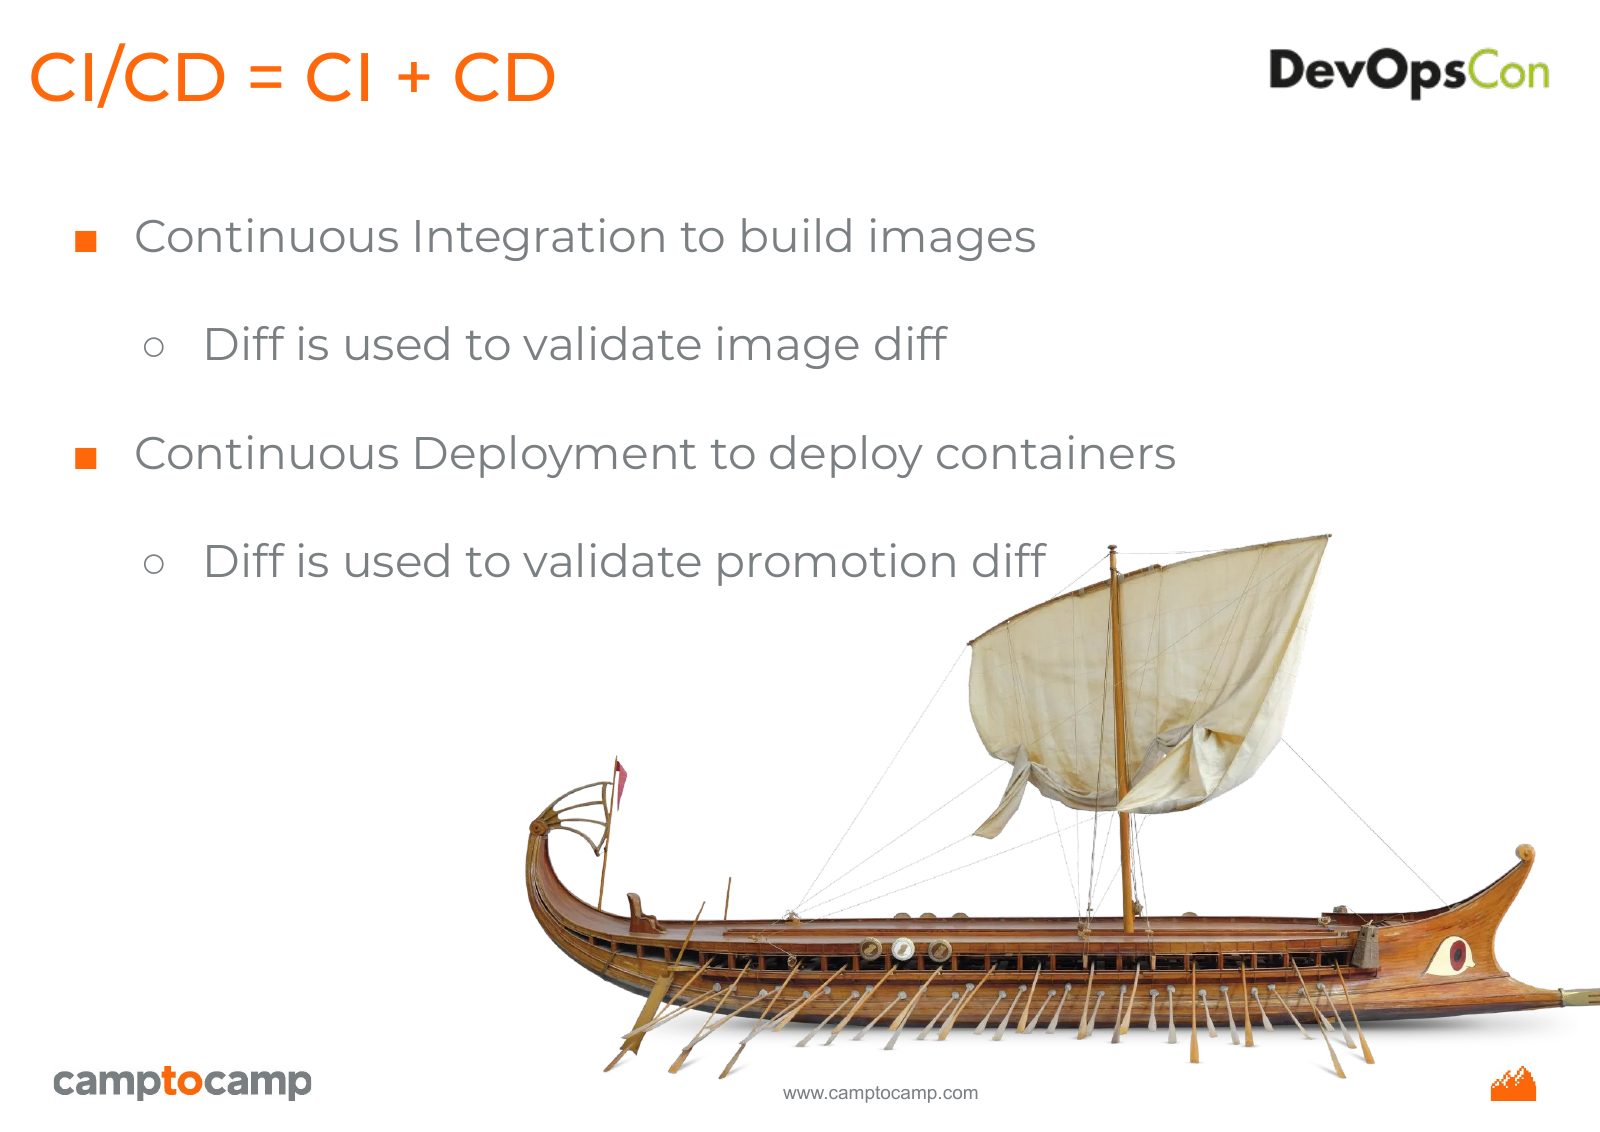 CI/CD = CI + CD
DevOpsCon
■ Continuous Integration to build images
○ Diff is used to validate image diff
■ Continuous Deployment to deploy containers
○ Diff is used to validate promotion diff
camptocamp
www.camptocamp.com